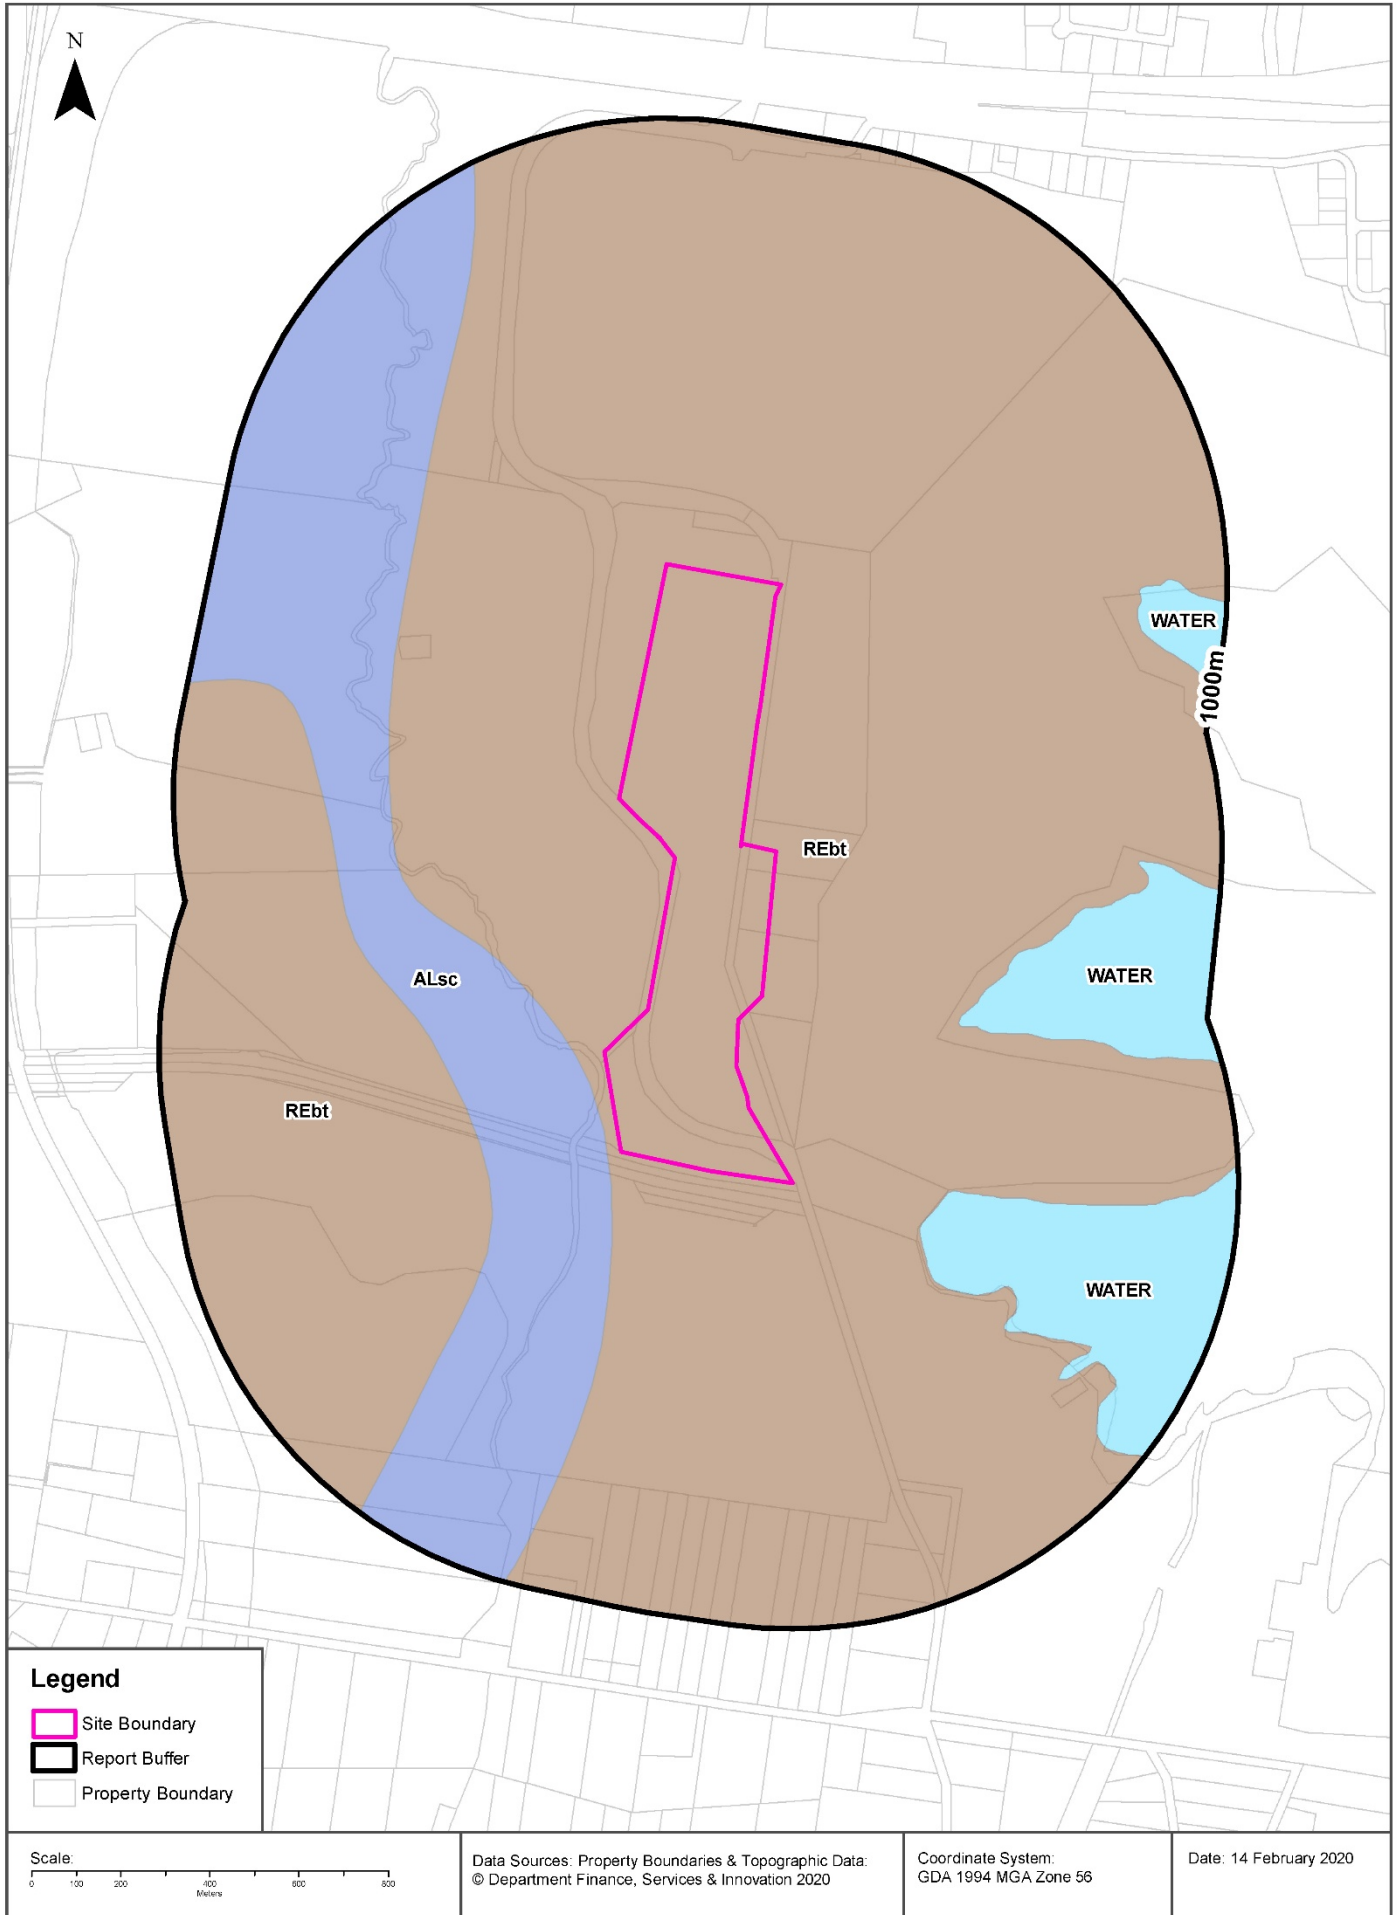 N
WATER
1000m
REbt
WATER
ALsc
REbt
WATER
Legend
Site Boundary
Report Buffer
Property Boundary
Scale:
0 100 200 400 600 800
Meters
Data Sources: Property Boundaries & Topographic Data:
© Department Finance, Services & Innovation 2020
Coordinate System:
GDA 1994 MGA Zone 56
Date: 14 February 2020